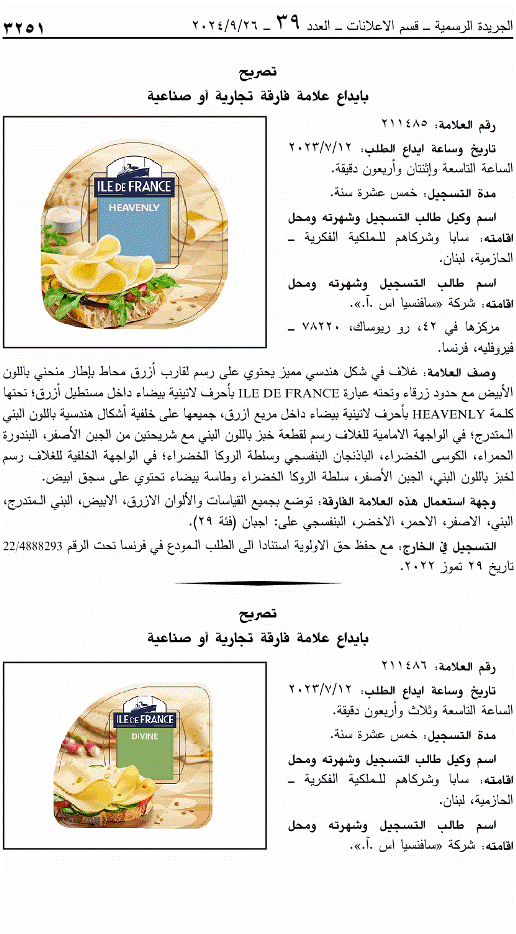 الجريدة الرسمية – قسم الاعلانات – العدد ٣٩ – ٢٠٢٤/٩/٢٦
٣٢٥١
تصريح
بايداع علامة فارقة تجارية أو صناعية
رقم العلامة: ٢١١٤٨٥
تاريخ وساعة ايداع الطلب: ٢٠٢٣/٧/١٢
الساعة التاسعة وإثنتان وأربعون دقيقة.
مدة التسجيل: خمس عشرة سنة.
اسم وكيل طالب التسجيل وشهرته ومحل
اقامته: سابا وشركاهم للملكية الفكرية –
الحازمية، لبنان.
اسم طالب التسجيل وشهرته ومحل
اقامته: شركة «سافنسيا اس .آ.».
مركزها في ٤٢، رو ريوساك، ٧٨٢٢٠ –
فيروفليه، فرنسا.
ILE DE FRANCE
HEAVENLY
وصف العلامة: غلاف في شكل هندسي مميز يحتوي على رسم لقارب أزرق محاط بإطار منحني باللون
الأبيض مع حدود زرقاء وتحته عبارة ILE DE FRANCE بأحرف لاتينية بيضاء داخل مستطيل أزرق؛ تحتها
كلمة HEAVENLY بأحرف لاتينية بيضاء داخل مربع ازرق، جميعها على خلفية أشكال هندسية باللون البني
المتدرج؛ في الواجهة الامامية للغلاف رسم لقطعة خبز باللون البني مع شريحتين من الجبن الأصفر، البندورة
الحمراء، الكوسى الخضراء، الباذنجان البنفسجي وسلطة الروكا الخضراء؛ في الواجهة الخلفية للغلاف رسم
لخبز باللون البني، الجبن الأصفر، سلطة الروكا الخضراء وطاسة بيضاء تحتوي على سجق ابيض.
وجهة استعمال هذه العلامة الفارقة: توضع بجميع القياسات والألوان الازرق، الابيض، البني المتدرج،
البني، الاصفر، الاحمر، الاخضر، البنفسجي على: اجبان (فئة ٢٩).
التسجيل في الخارج: مع حفظ حق الاولوية استنادا الى الطلب المودع في فرنسا تحت الرقم 22/4888293
تاريخ ٢٩ تموز ٢٠٢٢.
تصريح
بايداع علامة فارقة تجارية أو صناعية
رقم العلامة: ٢١١٤٨٦
تاريخ وساعة ايداع الطلب: ٢٠٢٣/٧/١٢
الساعة التاسعة وثلاث وأربعون دقيقة.
مدة التسجيل: خمس عشرة سنة.
اسم وكيل طالب التسجيل وشهرته ومحل
اقامته: سابا وشركاهم للملكية الفكرية –
الحازمية، لبنان.
اسم طالب التسجيل وشهرته ومحل
اقامته: شركة «سافنسيا اس .آ.».
ILE DE FRANCE
DIVINE